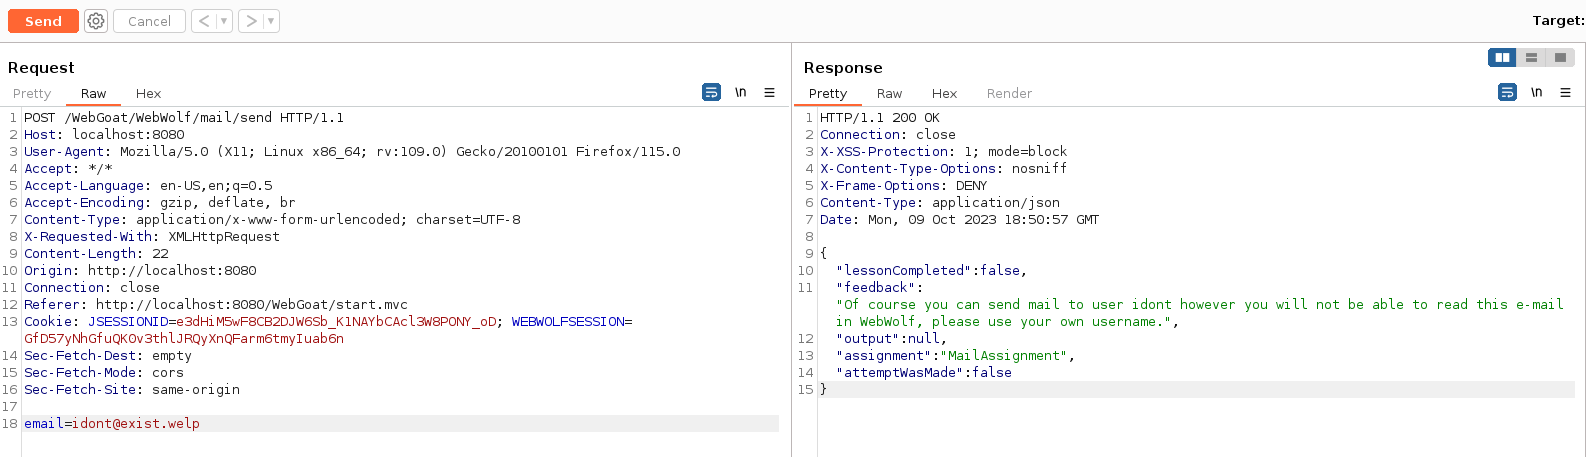 Send Cancel < > Target:
Request
Pretty Raw Hex \n
1 POST /WebGoat/WebWolf/mail/send HTTP/1.1
2 Host: localhost:8080
3 User-Agent: Mozilla/5.0 (X11; Linux x86_64; rv:109.0) Gecko/20100101 Firefox/115.0
4 Accept: */*
5 Accept-Language: en-US,en;q=0.5
6 Accept-Encoding: gzip, deflate, br
7 Content-Type: application/x-www-form-urlencoded; charset=UTF-8
8 X-Requested-With: XMLHttpRequest
9 Content-Length: 22
10 Origin: http://localhost:8080
11 Connection: close
12 Referer: http://localhost:8080/WebGoat/start.mvc
13 Cookie: JSESSIONID=e3dHiM5wF8CB2DJW6Sb_K1NAYbCAcl3W8PONY_oD; WEBWOLFSESSION=
GfD57yNhGfuQKOv3thlJRQyXnQFarm6tmyIuab6n
14 Sec-Fetch-Dest: empty
15 Sec-Fetch-Mode: cors
16 Sec-Fetch-Site: same-origin
17
18 email=idont@exist.welp
Response
Pretty Raw Hex Render \n
1 HTTP/1.1 200 OK
2 Connection: close
3 X-XSS-Protection: 1; mode=block
4 X-Content-Type-Options: nosniff
5 X-Frame-Options: DENY
6 Content-Type: application/json
7 Date: Mon, 09 Oct 2023 18:50:57 GMT
8
9 {
10 "lessonCompleted":false,
11 "feedback":
"Of course you can send mail to user idont however you will not be able to read this e-mail
in WebWolf, please use your own username.",
12 "output":null,
13 "assignment":"MailAssignment",
14 "attemptWasMade":false
15 }